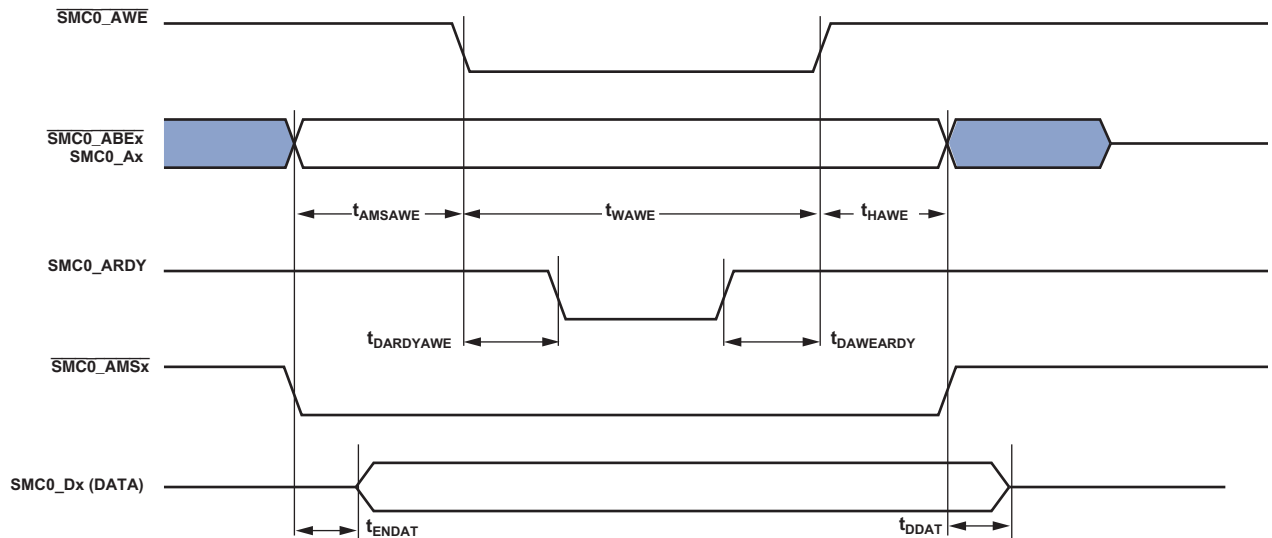 SMC0_AWE
SMC0_ABEx
SMC0_Ax
tAMSAWE
tWAWE
tHAWE
SMC0_ARDY
tDARDYAWE
tDAWEARDY
SMC0_AMSx
SMC0_Dx (DATA)
tENDAT
tDDAT